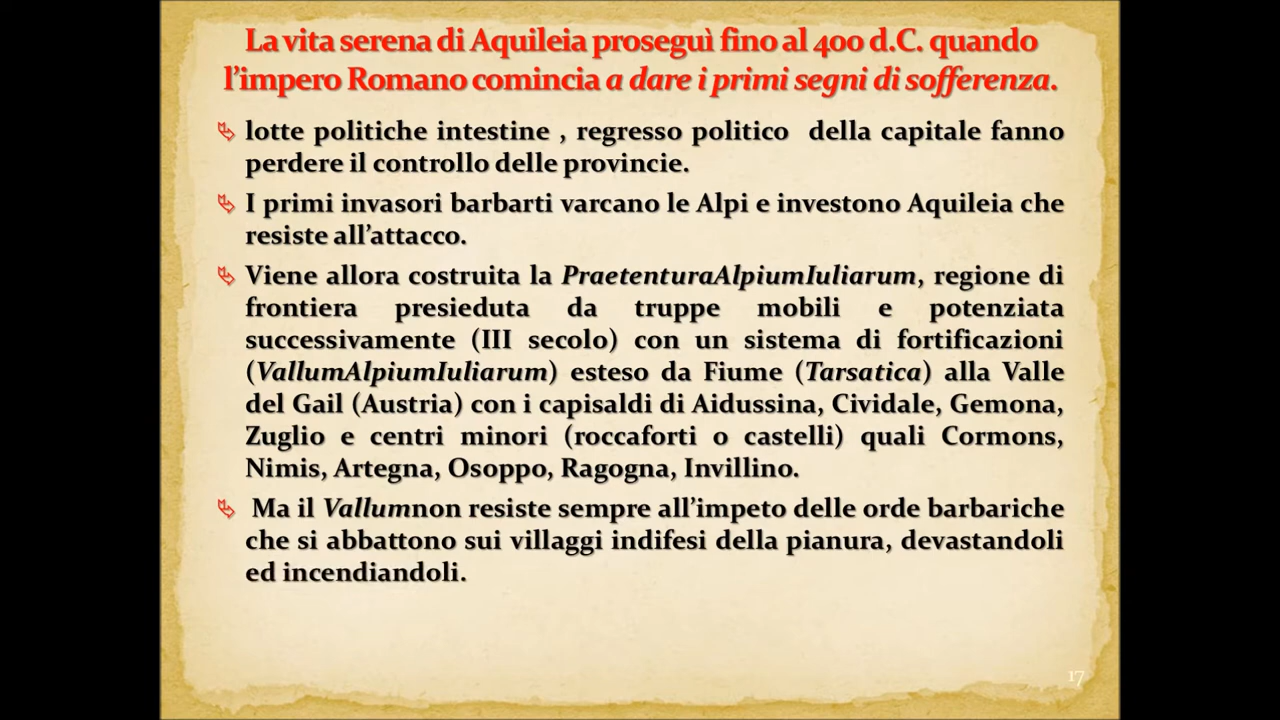 La vita serena di Aquileia proseguì fino al 400 d.C. quando
l’impero Romano comincia a dare i primi segni di sofferenza.
lotte politiche intestine , regresso politico della capitale fanno
perdere il controllo delle provincie.
I primi invasori barbarti varcano le Alpi e investono Aquileia che
resiste all’attacco.
Viene allora costruita la PraetenturaAlpiumIuliarum, regione di
frontiera presieduta da truppe mobili e potenziata
successivamente (III secolo) con un sistema di fortificazioni
(VallumAlpiumIuliarum) esteso da Fiume (Tarsatica) alla Valle
del Gail (Austria) con i capisaldi di Aidussina, Cividale, Gemona,
Zuglio e centri minori (roccaforti o castelli) quali Cormons,
Nimis, Artegna, Osoppo, Ragogna, Invillino.
Ma il Vallumnon resiste sempre all’impeto delle orde barbariche
che si abbattono sui villaggi indifesi della pianura, devastandoli
ed incendiandoli.
17